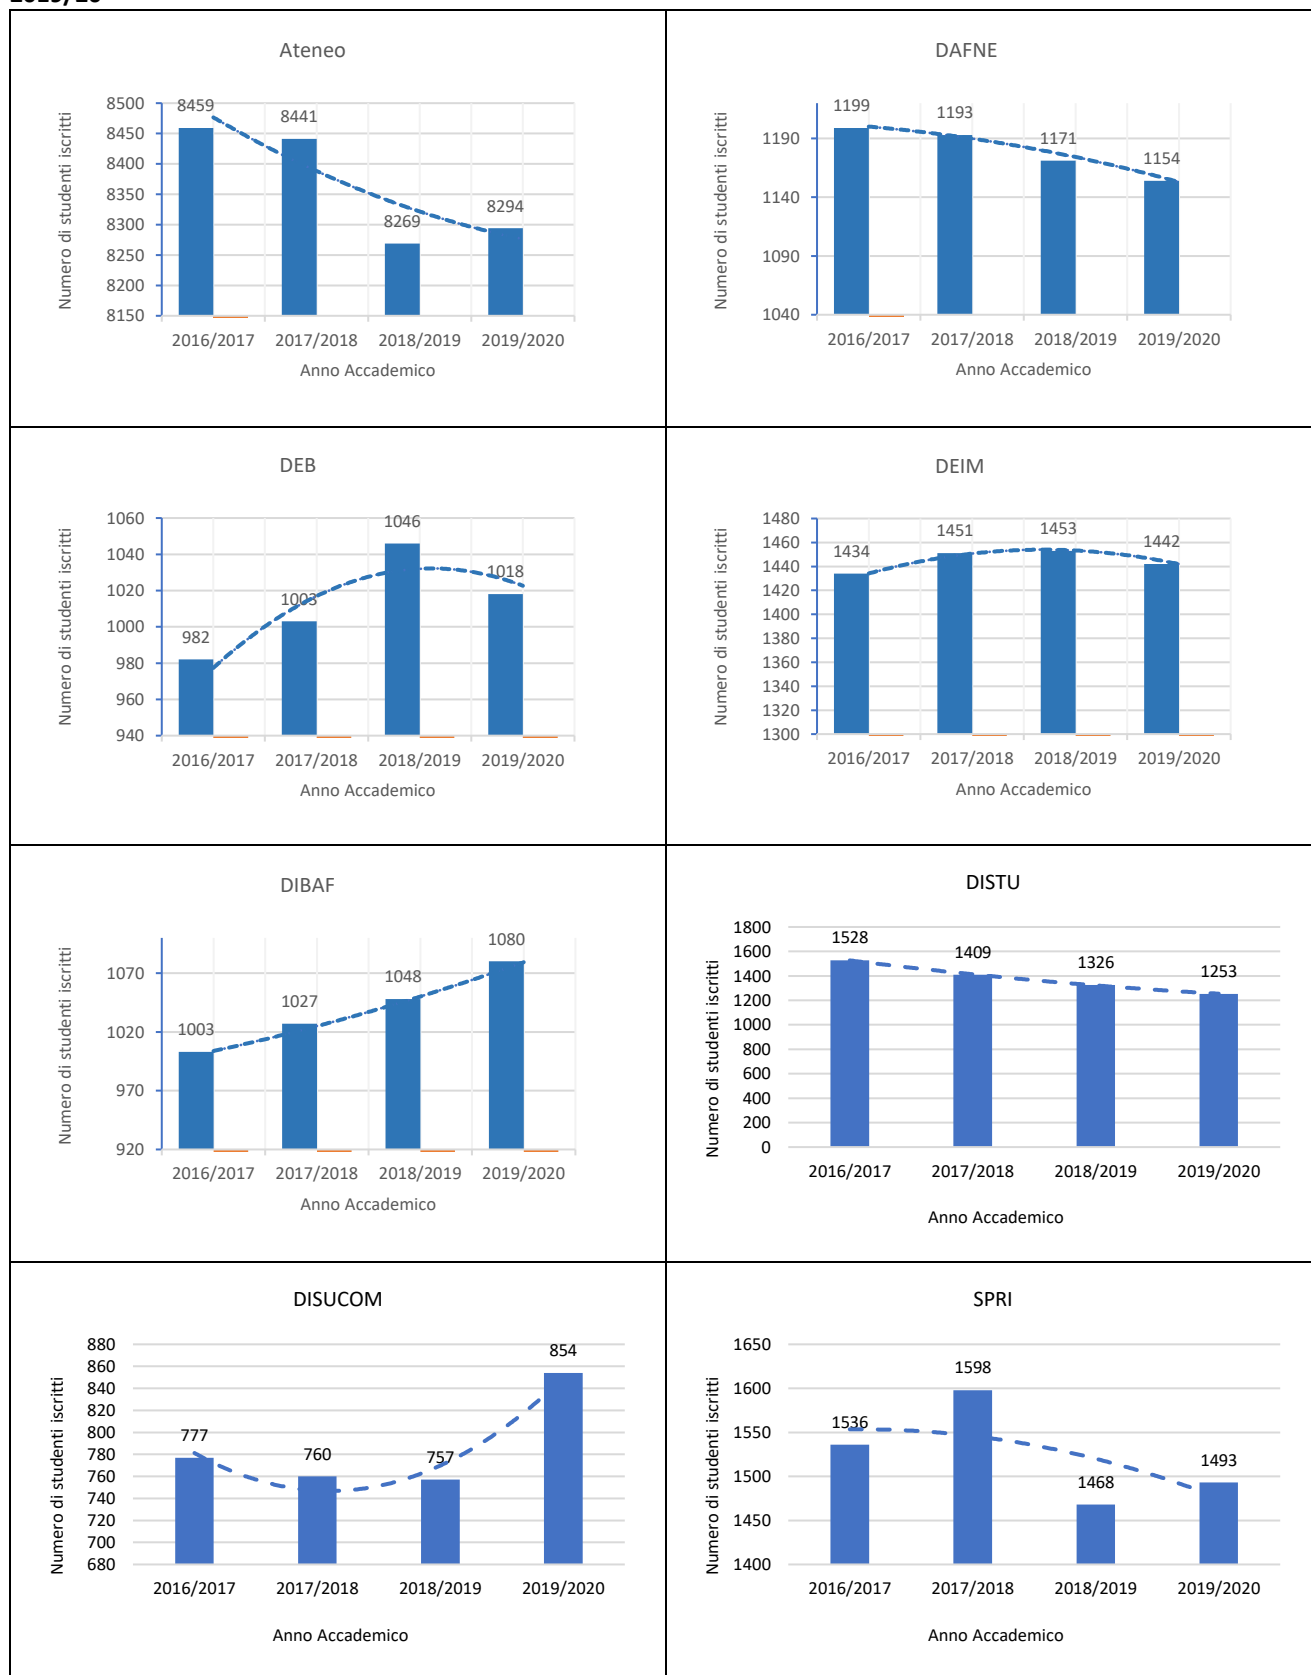 Ateneo
Numero di studenti iscritti
8500
8450
8400
8350
8300
8250
8200
8150
8459
8441
8269
8294
2016/2017 2017/2018 2018/2019 2019/2020
Anno Accademico
DAFNE
Numero di studenti iscritti
1190
1140
1090
1040
1199
1193
1171
1154
2016/2017 2017/2018 2018/2019 2019/2020
Anno Accademico
DEB
Numero di studenti iscritti
1060
1040
1020
1000
980
960
940
982
1003
1046
1018
2016/2017 2017/2018 2018/2019 2019/2020
Anno Accademico
DEIM
Numero di studenti iscritti
1480
1460
1440
1420
1400
1380
1360
1340
1320
1300
1434
1451
1453
1442
2016/2017 2017/2018 2018/2019 2019/2020
Anno Accademico
DIBAF
Numero di studenti iscritti
1070
1020
970
920
1003
1027
1048
1080
2016/2017 2017/2018 2018/2019 2019/2020
Anno Accademico
DISTU
Numero di studenti iscritti
1800
1600
1400
1200
1000
800
600
400
200
0
1528
1409
1326
1253
2016/2017 2017/2018 2018/2019 2019/2020
Anno Accademico
DISUCOM
Numero di studenti iscritti
880
860
840
820
800
780
760
740
720
700
680
777
760
757
854
2016/2017 2017/2018 2018/2019 2019/2020
Anno Accademico
SPRI
Numero di studenti iscritti
1650
1600
1550
1500
1450
1400
1536
1598
1468
1493
2016/2017 2017/2018 2018/2019 2019/2020
Anno Accademico